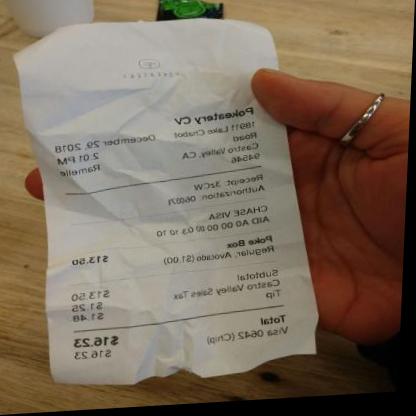 Pokeatery CV
18911 Lake Chabot December 29, 2018
Road 2:01 PM
Castro Valley, CA, Ramelle
94546
Receipt: 3zCW
Authorization:
CHASE VISA
AID A0 00 00 00 03 10 10
Poke Box $13.50
Regular, Avocado ($1.00)
Subtotal $13.50
Castro Valley Sales Tax $1.25
Tip $1.48
Total $16.23
Visa 0642 (Chip) $16.23